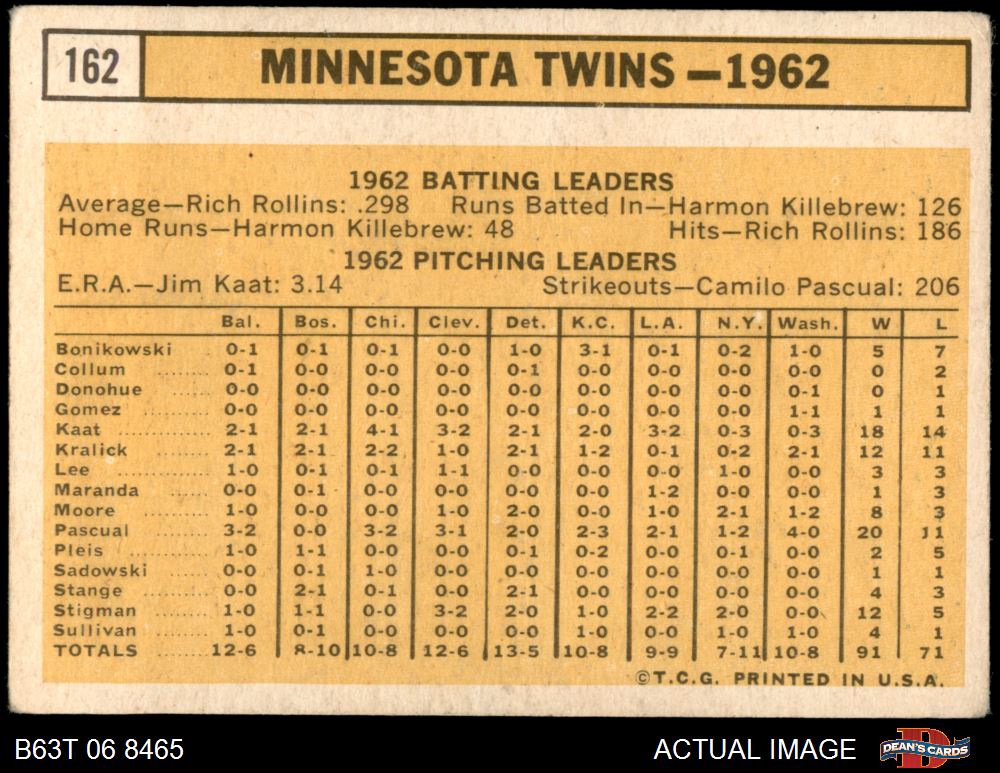 162 MINNESOTA TWINS—1962
1962 BATTING LEADERS
Average—Rich Rollins: .298 Runs Batted In—Harmon Killebrew: 126
Home Runs—Harmon Killebrew: 48 Hits—Rich Rollins: 186
1962 PITCHING LEADERS
E.R.A.—Jim Kaat: 3.14 Strikeouts—Camilo Pascual: 206
Bal. Bos. Chi. Clev. Det. K.C. L.A. N.Y. Wash. W L
Bonikowski 0-1 0-1 0-1 0-0 1-0 3-1 0-1 0-2 1-0 5 7
Collum 0-1 0-0 0-0 0-0 0-1 0-0 0-0 0-0 0-0 0 2
Donohue 0-0 0-0 0-0 0-0 0-0 0-0 0-0 0-0 0-1 0 1
Gomez 0-0 0-0 0-0 0-0 0-0 0-0 0-0 0-0 1-1 1 1
Kaat 2-1 2-1 4-1 3-2 2-1 2-0 3-2 0-3 0-3 18 14
Kralick 2-1 2-1 2-2 1-0 2-1 1-2 0-1 0-2 2-1 12 11
Lee 1-0 0-1 0-1 1-1 0-0 0-0 0-0 1-0 0-0 3 3
Maranda 0-0 0-1 0-0 0-0 0-0 0-0 1-2 0-0 0-0 1 3
Moore 1-0 0-0 0-0 1-0 2-0 0-0 1-0 2-1 1-2 8 3
Pascual 3-2 0-0 3-2 3-1 2-0 2-3 2-1 1-2 4-0 20 11
Pleis 1-0 1-1 0-0 0-0 0-1 0-2 0-0 0-1 0-0 2 5
Sadowski 0-0 0-1 1-0 0-0 0-0 0-0 0-0 0-0 0-0 1 1
Stange 0-0 2-1 0-1 0-0 2-1 0-0 0-0 0-0 0-0 4 3
Stigman 1-0 1-1 0-0 3-2 2-0 1-0 2-2 2-0 0-0 12 5
Sullivan 1-0 0-1 0-0 0-0 0-0 1-0 0-0 1-0 1-0 4 1
TOTALS 12-6 8-10 10-8 12-6 13-5 10-8 9-9 7-11 10-8 91 71
©T.C.G. PRINTED IN U.S.A.
B63T 06 8465 ACTUAL IMAGE DEAN'S CARDS